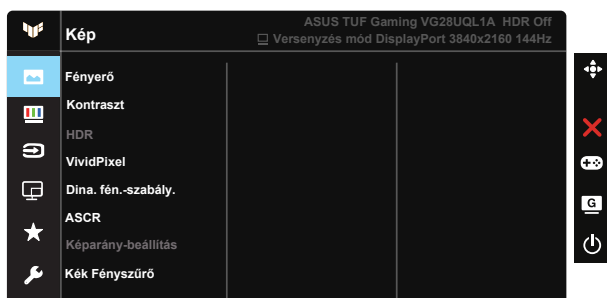 ASUS TUF Gaming VG28UQL1A HDR Off
Kép
Versenyzés mód DisplayPort 3840x2160 144Hz
Fényerő
Kontraszt
HDR
VividPixel
Dina. fén.-szabály.
ASCR
Képarány-beállítás
Kék Fényszűrő
G